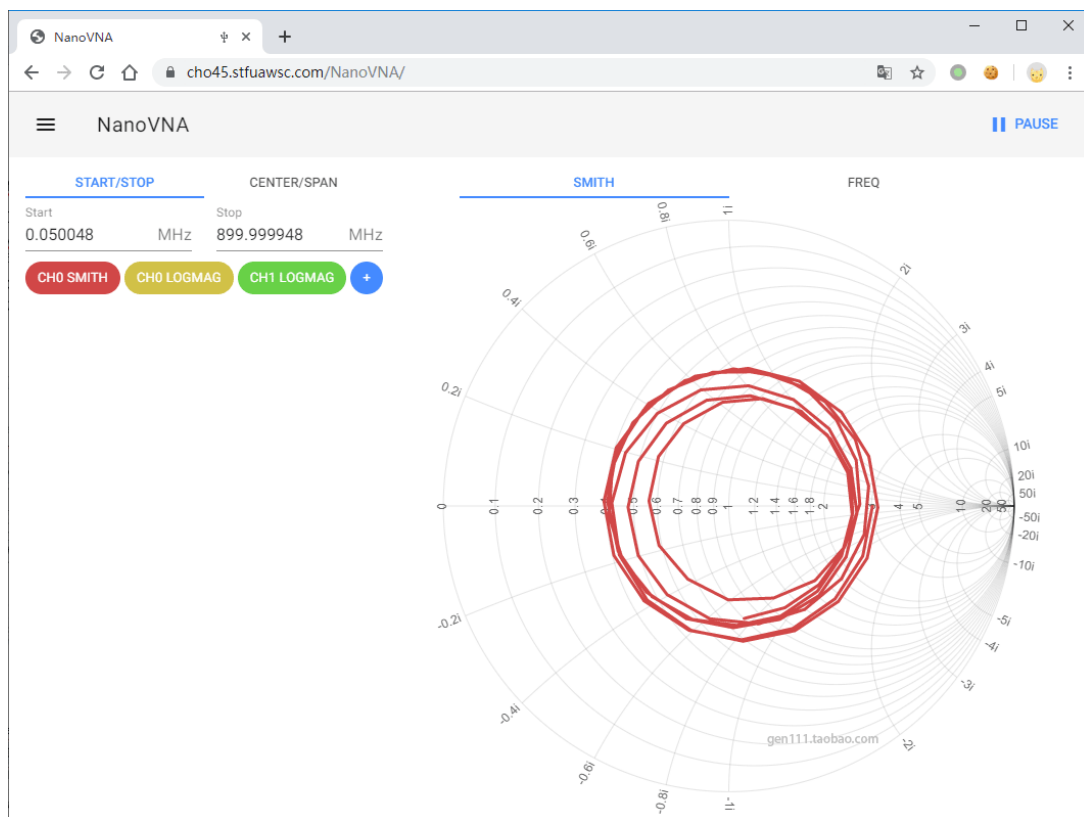 NanoVNA
cho45.stfuawsc.com/NanoVNA/
NanoVNA
PAUSE
START/STOP CENTER/SPAN SMITH FREQ
Start Stop
0.050048 MHz 899.999948 MHz
CH0 SMITH CH0 LOGMAG CH1 LOGMAG +
0.8i 1i
0.6i
2i
0.4i
3i
4i
0.2i
5i
10i
20i
50i
0 0.1 0.2 0.3 0.5 0.6 0.7 0.8 0.9 1 1.2 1.4 1.6 1.8 2 4 5 10 20 50
-50i
-20i
-10i
-0.2i
-5i
-4i
-3i
-0.4i
gen111.taobao.com
-2i
-0.6i
-0.8i -1i